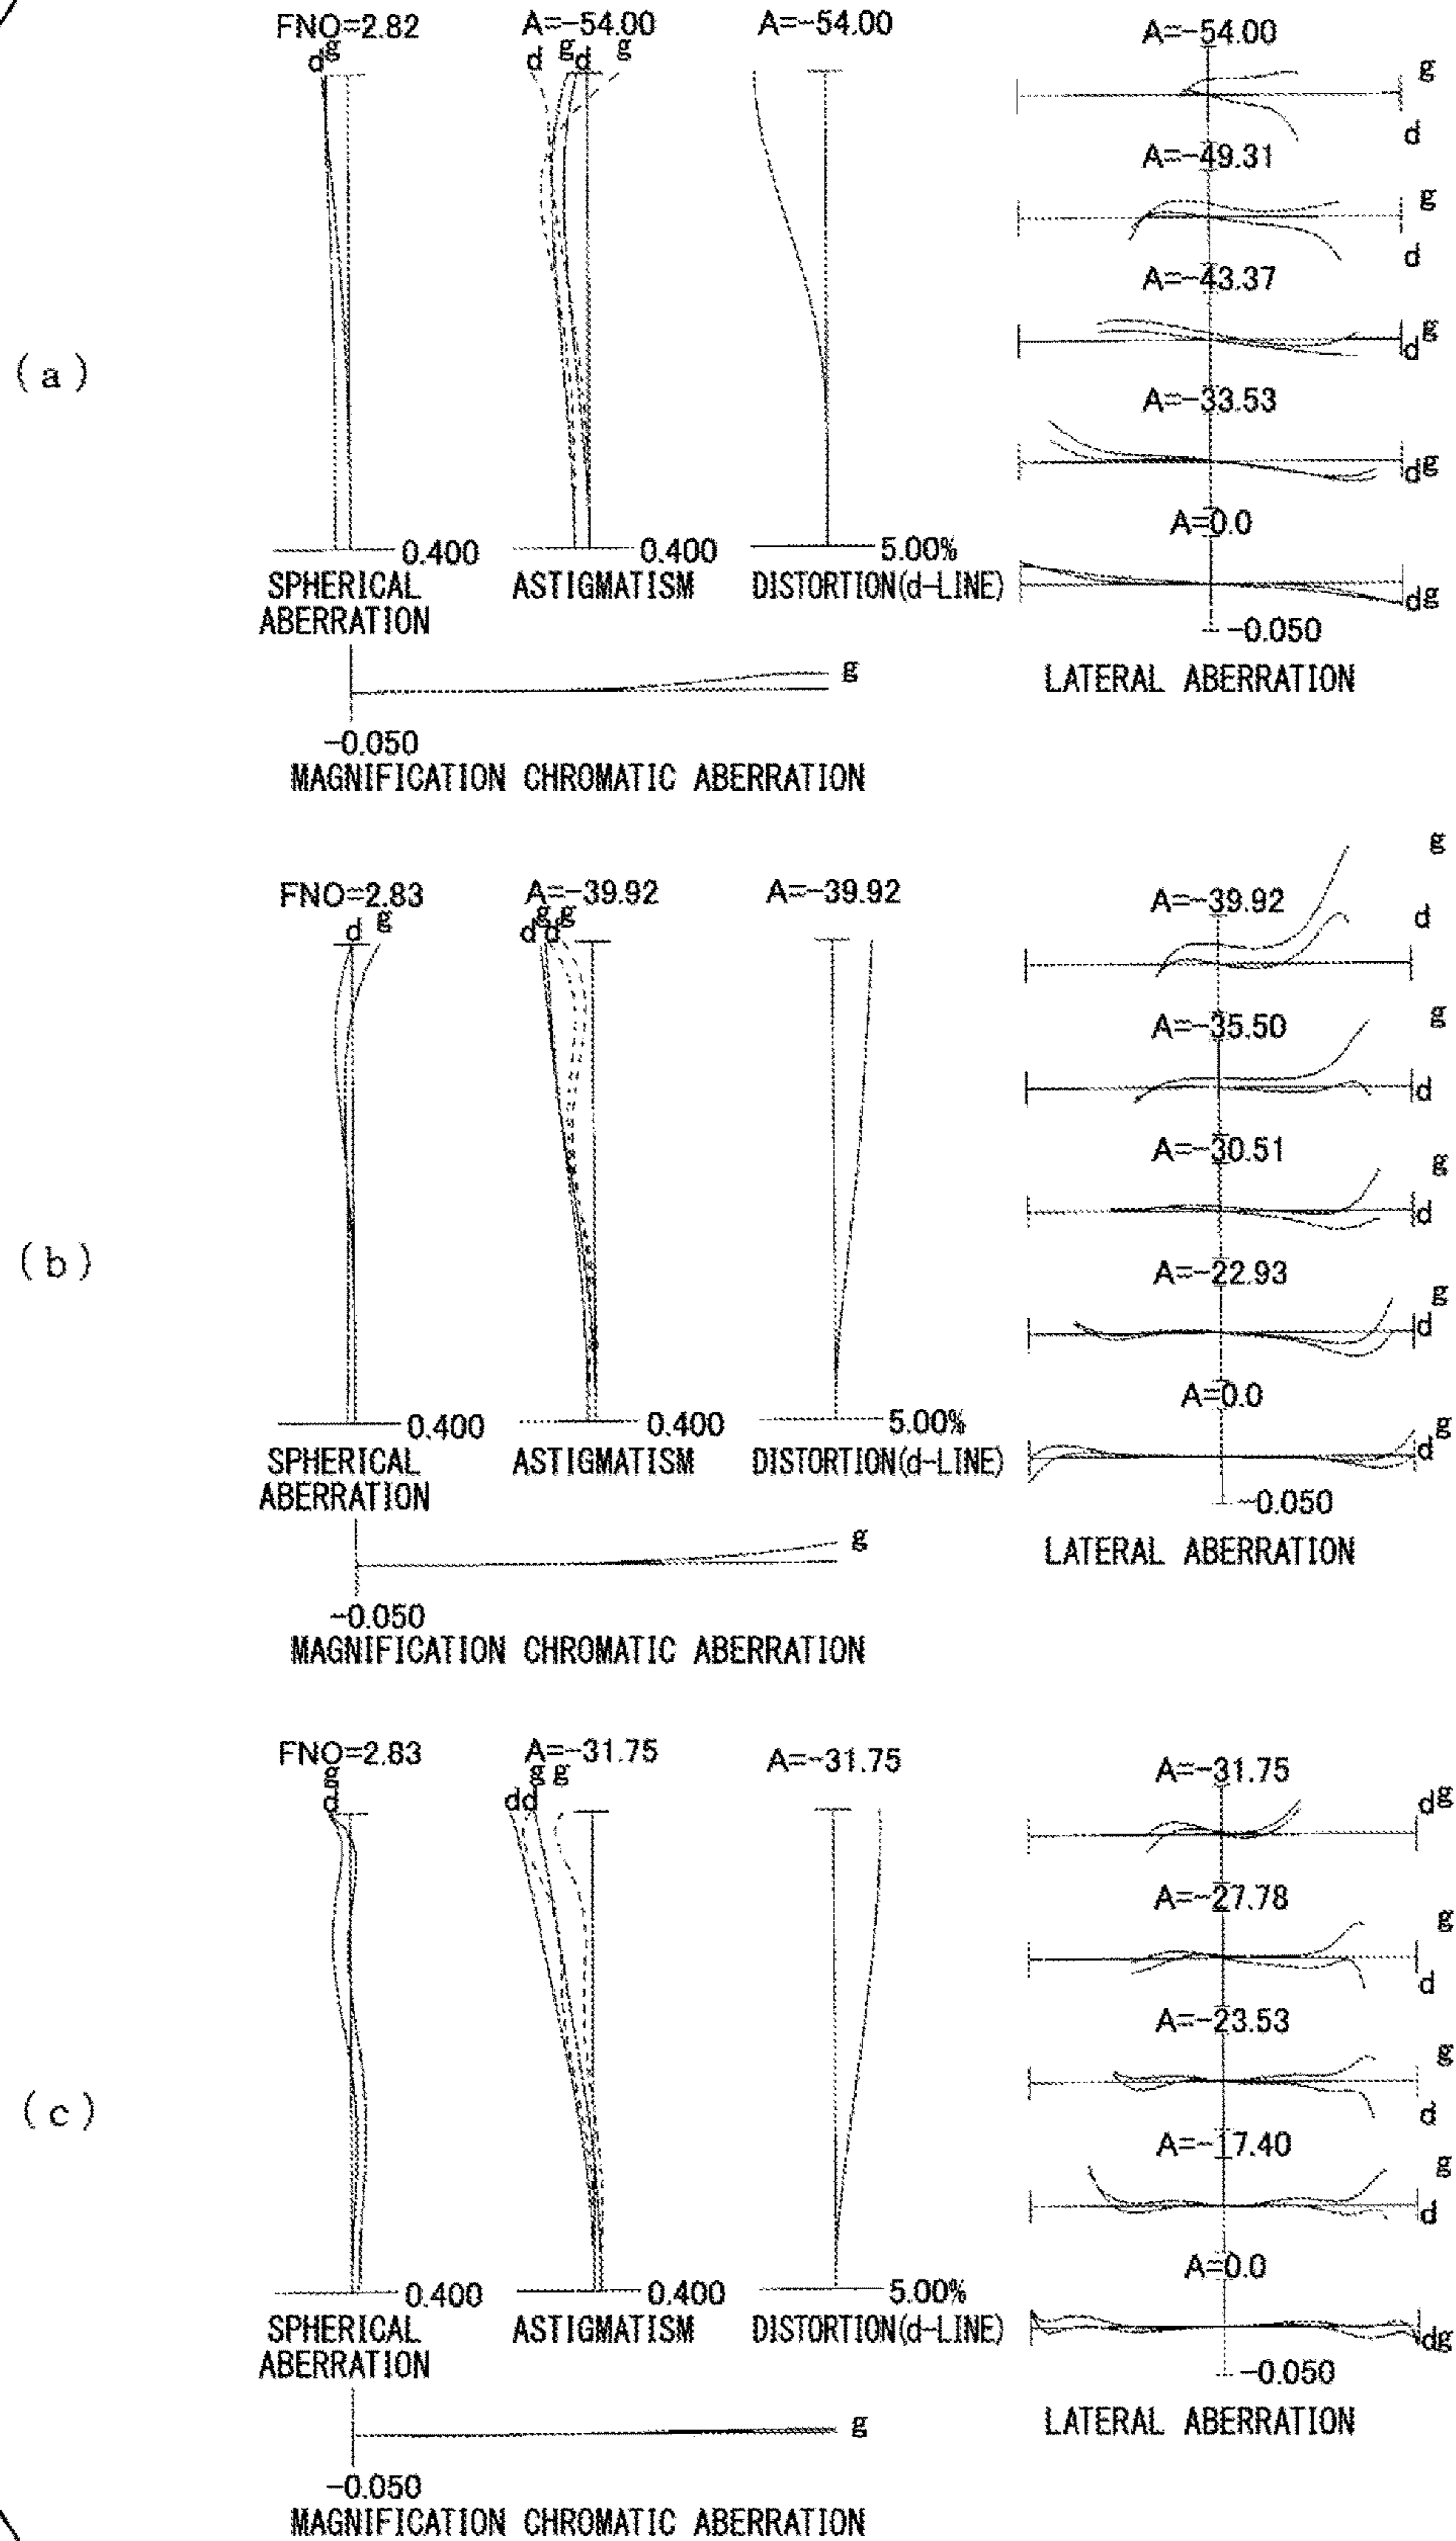 (a)
FNO=2.82
d g
0.400
SPHERICAL
ABERRATION
A=-54.00
d g d g
0.400
ASTIGMATISM
A=-54.00
5.00%
DISTORTION(d-LINE)
A=-54.00
g
d
A=-49.31
g
d
A=-43.37
g
d
A=-33.53
dg
A=0.0
dg
-0.050
LATERAL ABERRATION
g
-0.050
MAGNIFICATION CHROMATIC ABERRATION
(b)
FNO=2.83
d g
0.400
SPHERICAL
ABERRATION
A=-39.92
g g
d d
0.400
ASTIGMATISM
A=-39.92
5.00%
DISTORTION(d-LINE)
A=-39.92
g
d
A=-35.50
g
d
A=-30.51
g
d
A=-22.93
g
d
A=0.0
g
d
-0.050
LATERAL ABERRATION
g
-0.050
MAGNIFICATION CHROMATIC ABERRATION
(c)
FNO=2.83
g
d
0.400
SPHERICAL
ABERRATION
A=-31.75
g g
d d
0.400
ASTIGMATISM
A=-31.75
5.00%
DISTORTION(d-LINE)
A=-31.75
dg
A=-27.78
g
d
A=-23.53
g
d
A=-17.40
g
d
A=0.0
dg
-0.050
LATERAL ABERRATION
g
-0.050
MAGNIFICATION CHROMATIC ABERRATION